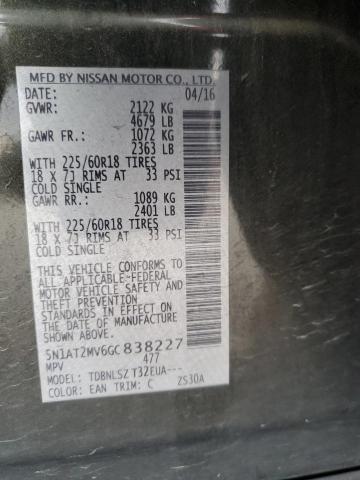 MFD BY NISSAN MOTOR CO., LTD.
DATE: 04/16
GVWR: 2122 KG
4679 LB
GAWR FR.: 1072 KG
2363 LB
WITH 225/60R18 TIRES
18 X 7J RIMS AT 33 PSI
COLD SINGLE
GAWR RR.: 1089 KG
2401 LB
WITH 225/60R18 TIRES
18 X 7J RIMS AT 33 PSI
COLD SINGLE
THIS VEHICLE CONFORMS TO
ALL APPLICABLE FEDERAL
MOTOR VEHICLE SAFETY AND
THEFT PREVENTION
STANDARDS IN EFFECT ON
THE DATE OF MANUFACTURE
SHOWN ABOVE.
5N1AT2MV6GC838227
MPV 477
MODEL: TDBNLSZ T32EUA---
COLOR: EAN TRIM: C ZS30A